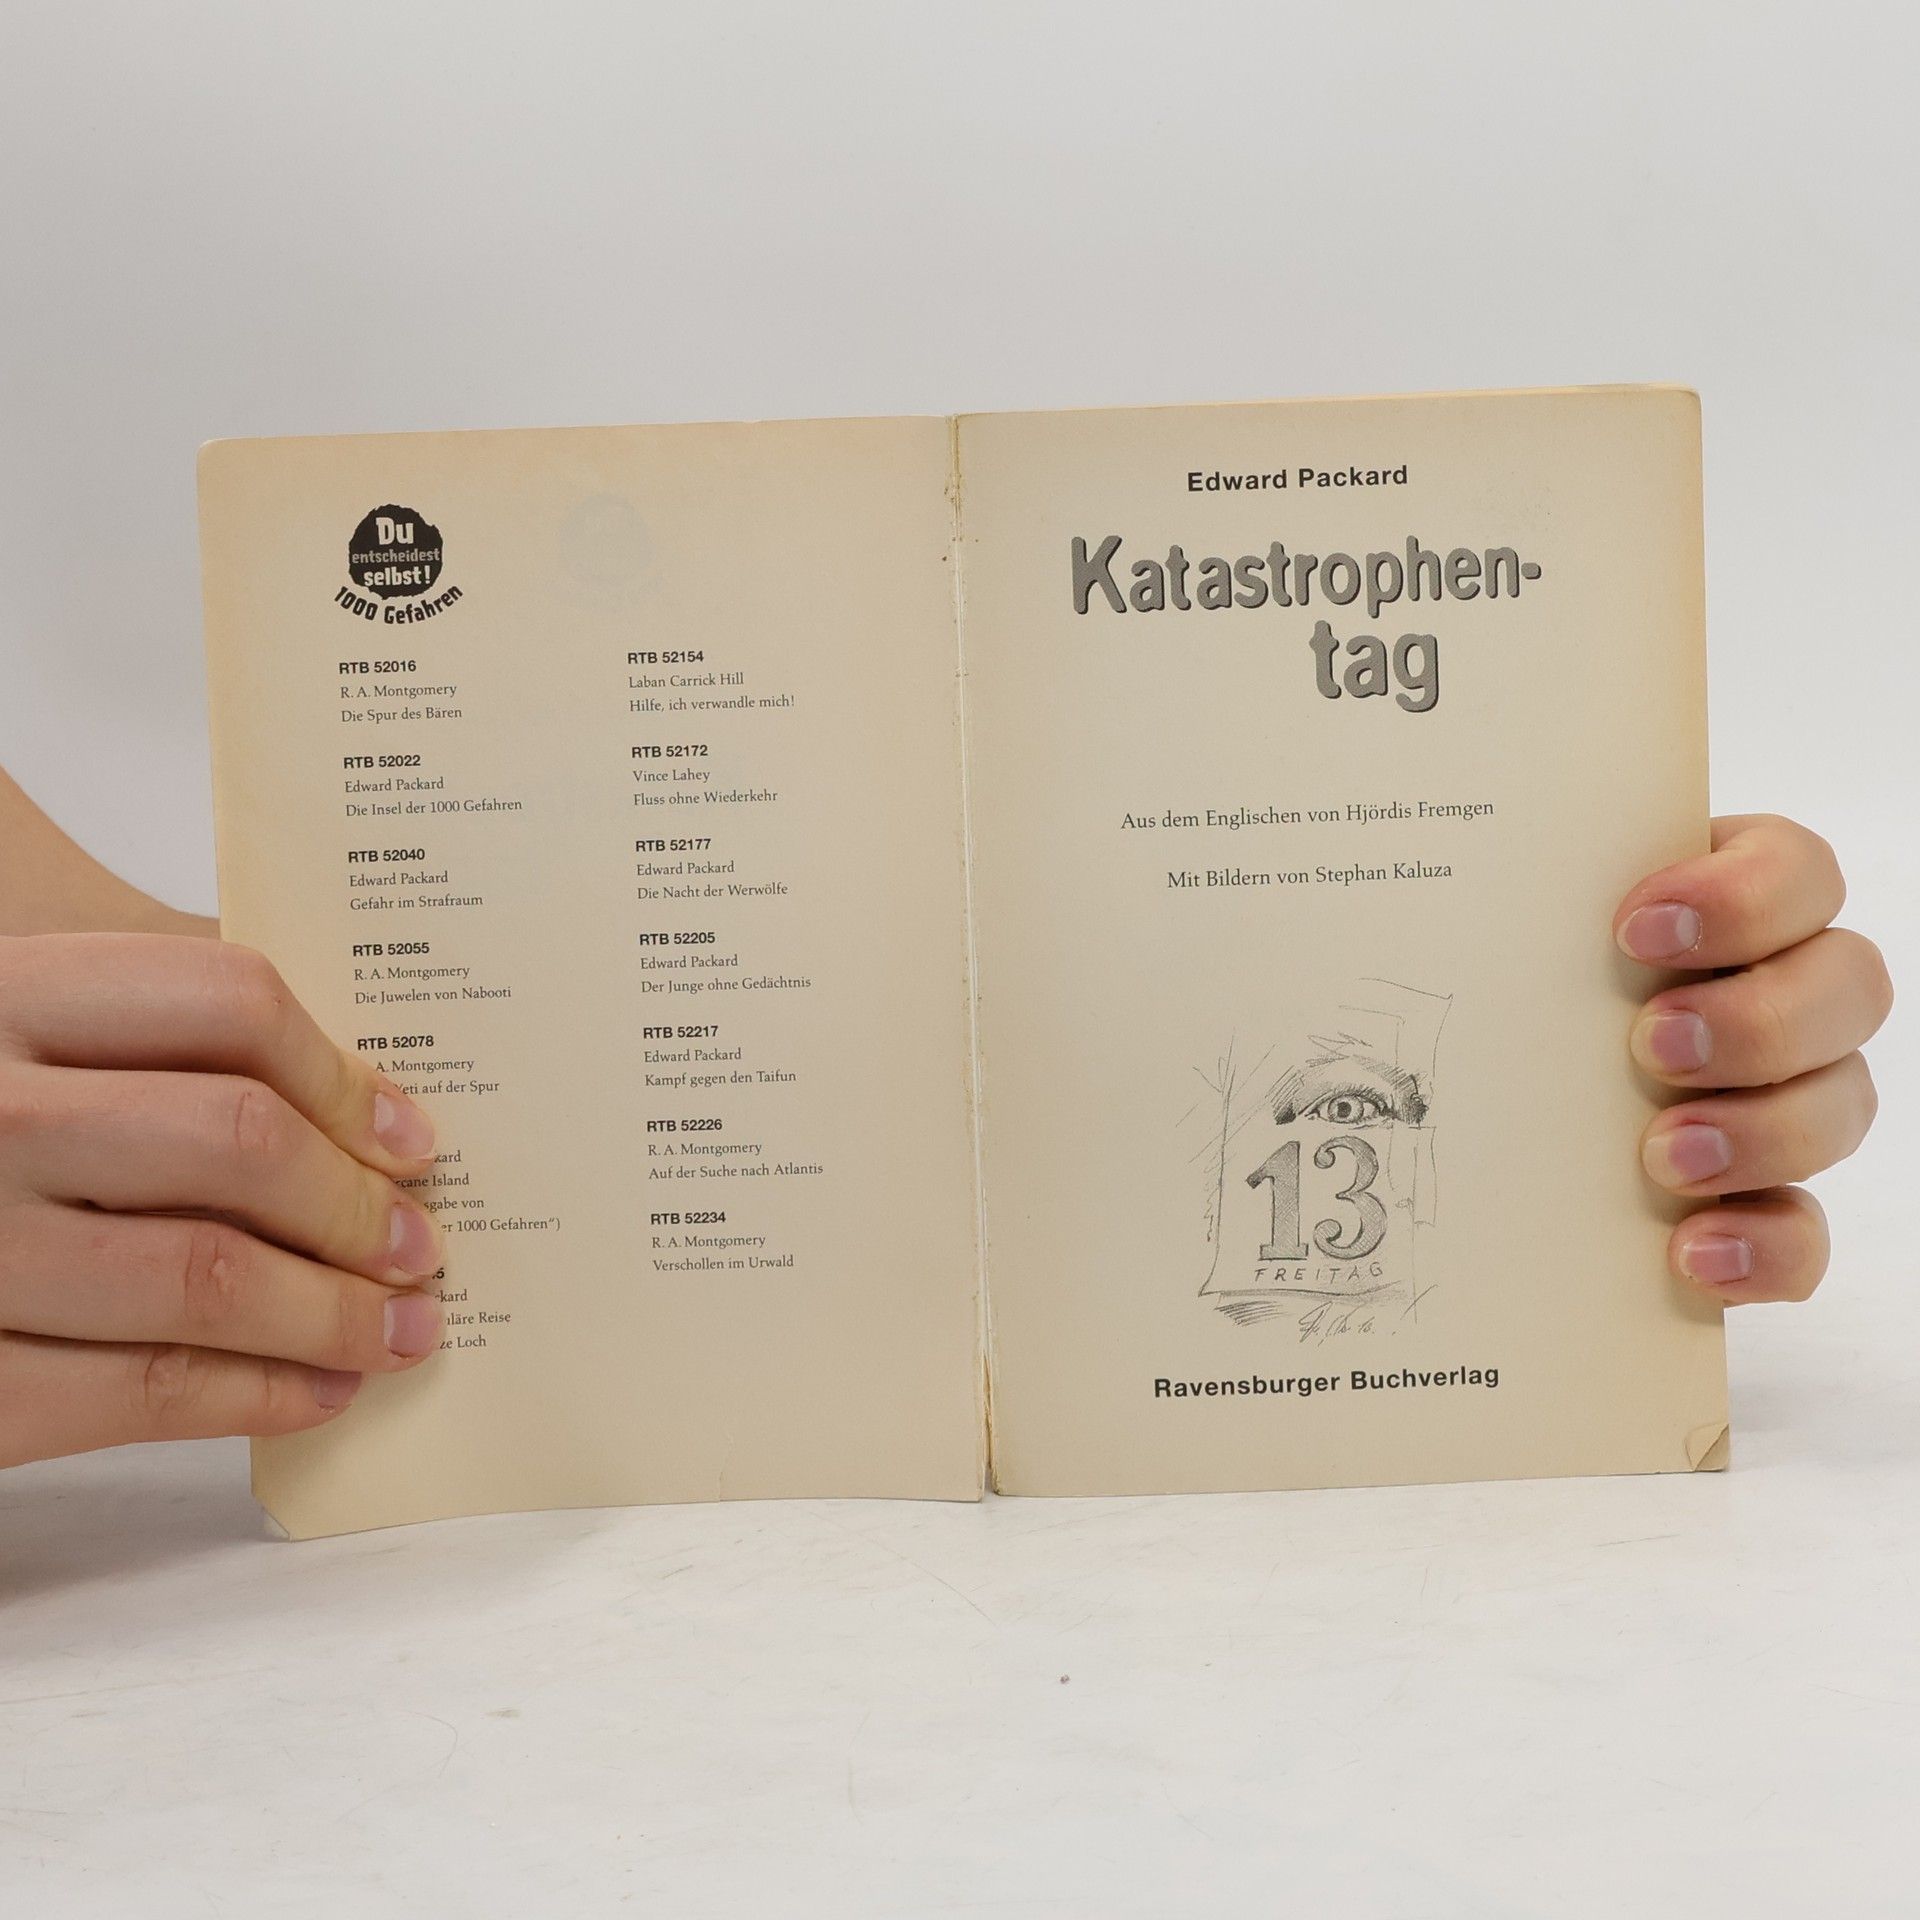 Du
entscheidest
selbst!
1000 Gefahren
RTB 52016
R. A. Montgomery
Die Spur des Bären
RTB 52022
Edward Packard
Die Insel der 1000 Gefahren
RTB 52040
Edward Packard
Gefahr im Strafraum
RTB 52055
R. A. Montgomery
Die Juwelen von Nabooti
RTB 52078
A. Montgomery
Yeti auf der Spur
kard
Island
von
1000 Gefahren“)
kard
Reise
Loch
RTB 52154
Laban Carrick Hill
Hilfe, ich verwandle mich!
RTB 52172
Vince Lahey
Fluss ohne Wiederkehr
RTB 52177
Edward Packard
Die Nacht der Werwölfe
RTB 52205
Edward Packard
Der Junge ohne Gedächtnis
RTB 52217
Edward Packard
Kampf gegen den Taifun
RTB 52226
R. A. Montgomery
Auf der Suche nach Atlantis
RTB 52234
R. A. Montgomery
Verschollen im Urwald
Edward Packard
Katastrophen-
tag
Aus dem Englischen von Hjördis Fremgen
Mit Bildern von Stephan Kaluza
13
FREITAG
Ravensburger Buchverlag